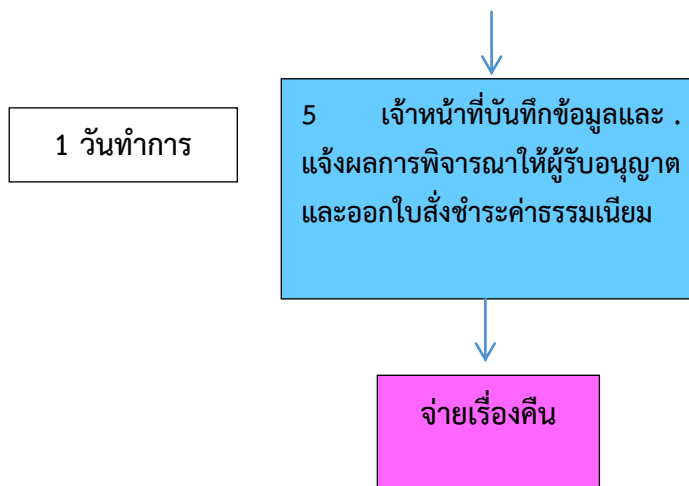 1 วันทำการ
5 เจ้าหน้าที่บันทึกข้อมูลและ .
แจ้งผลการพิจารณาให้ผู้รับอนุญาต
และออกใบสั่งชำระค่าธรรมเนียม
จ่ายเรื่องคืน